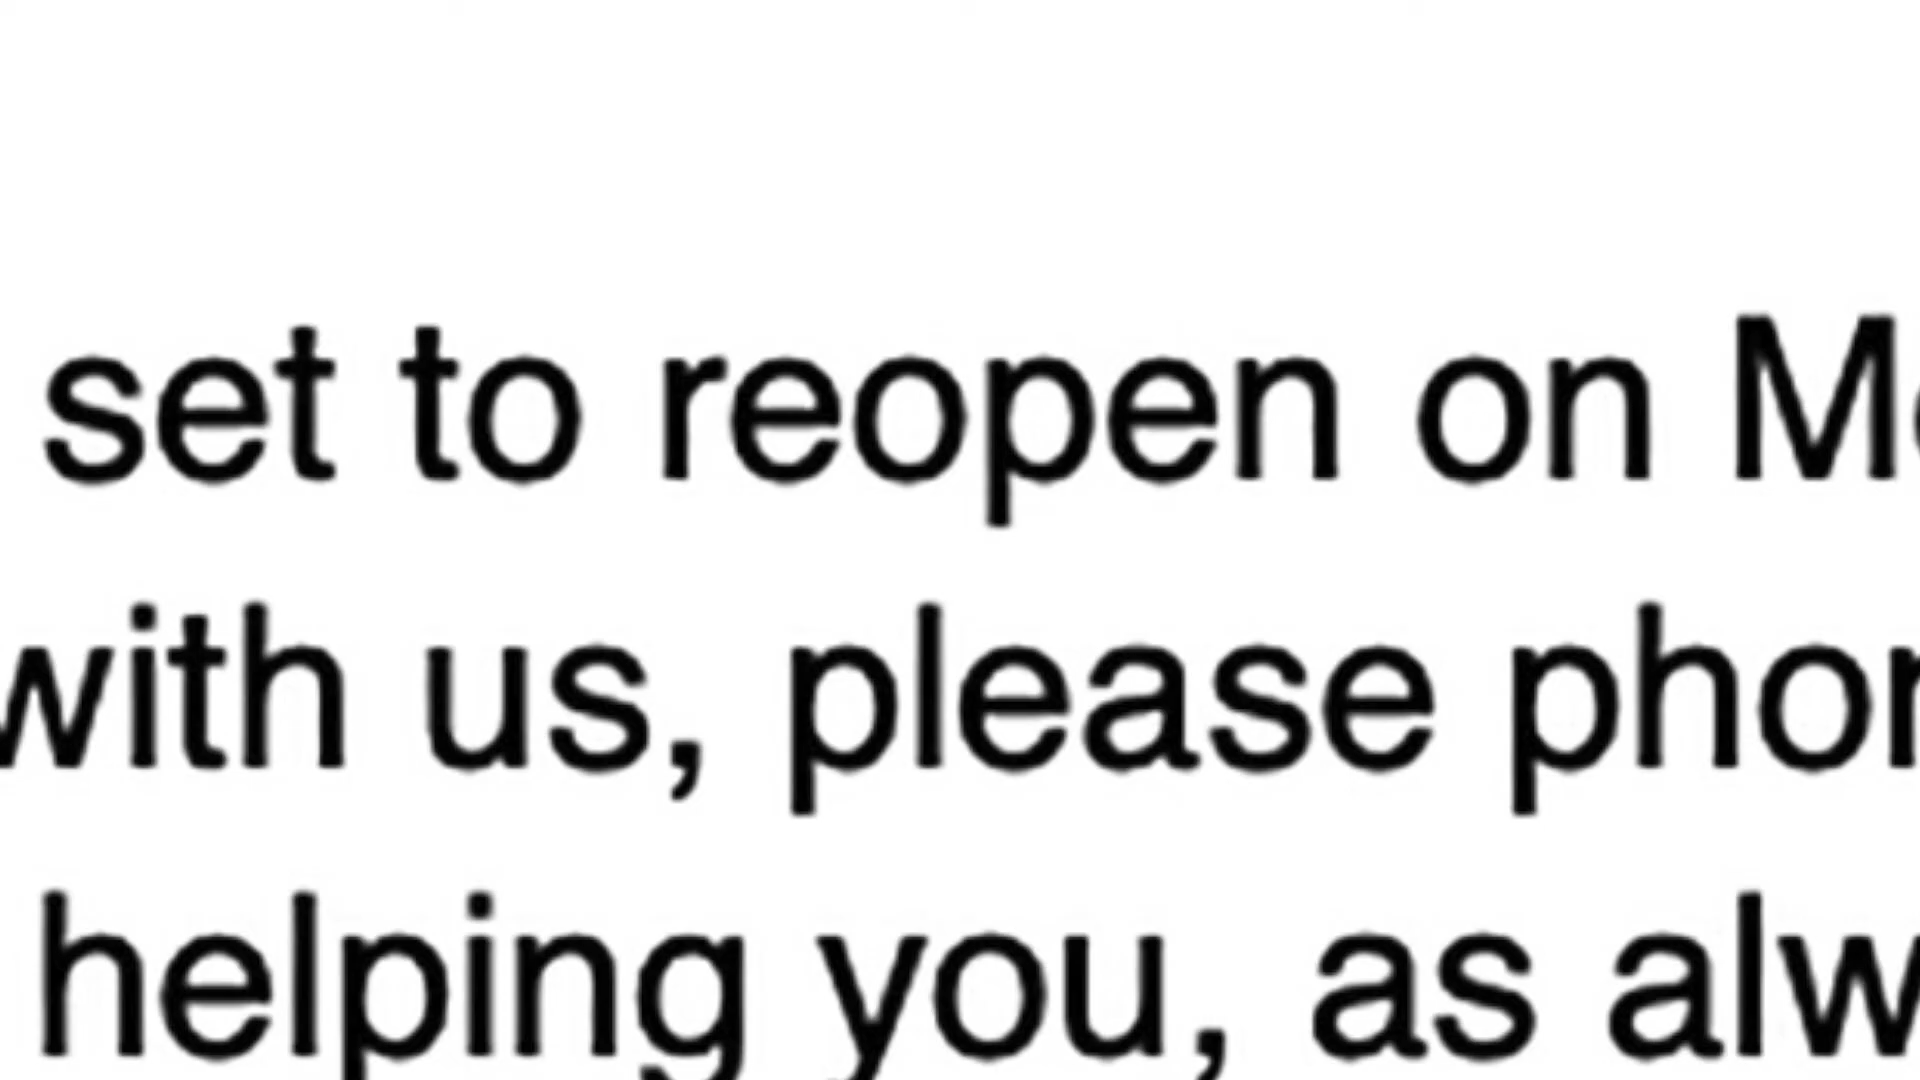 set to reopen on
with us, please
helping you, as